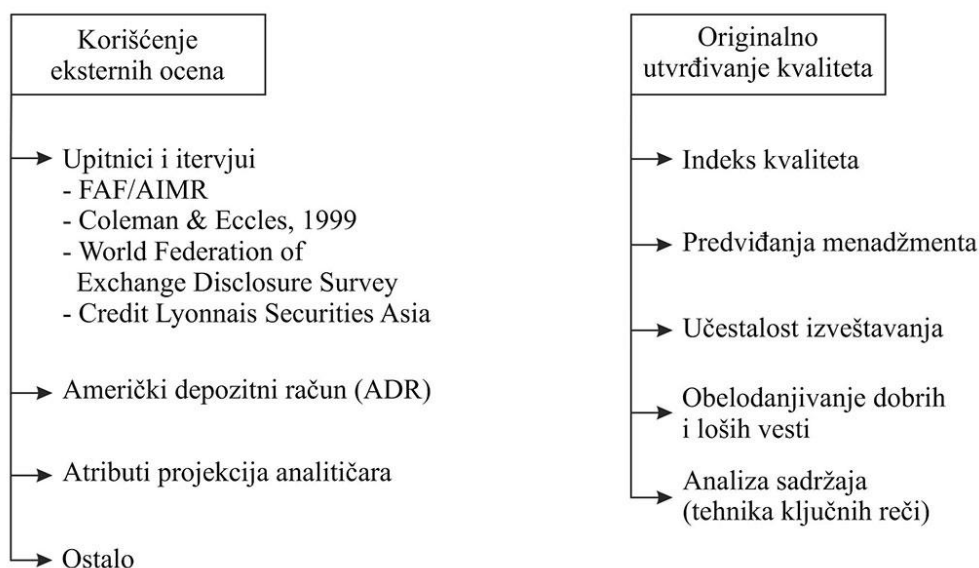 Korišćenje
eksternih ocena
Upitnici i itervjui
- FAF/AIMR
- Coleman & Eccles, 1999
- World Federation of
Exchange Disclosure Survey
- Credit Lyonnais Securities Asia
Američki depozitni račun (ADR)
Atributi projekcija analitičara
Ostalo
Originalno
utvrđivanje kvaliteta
Indeks kvaliteta
Predviđanja menadžmenta
Učestalost izveštavanja
Obelodanjivanje dobrih
i loših vesti
Analiza sadržaja
(tehnika ključnih reči)